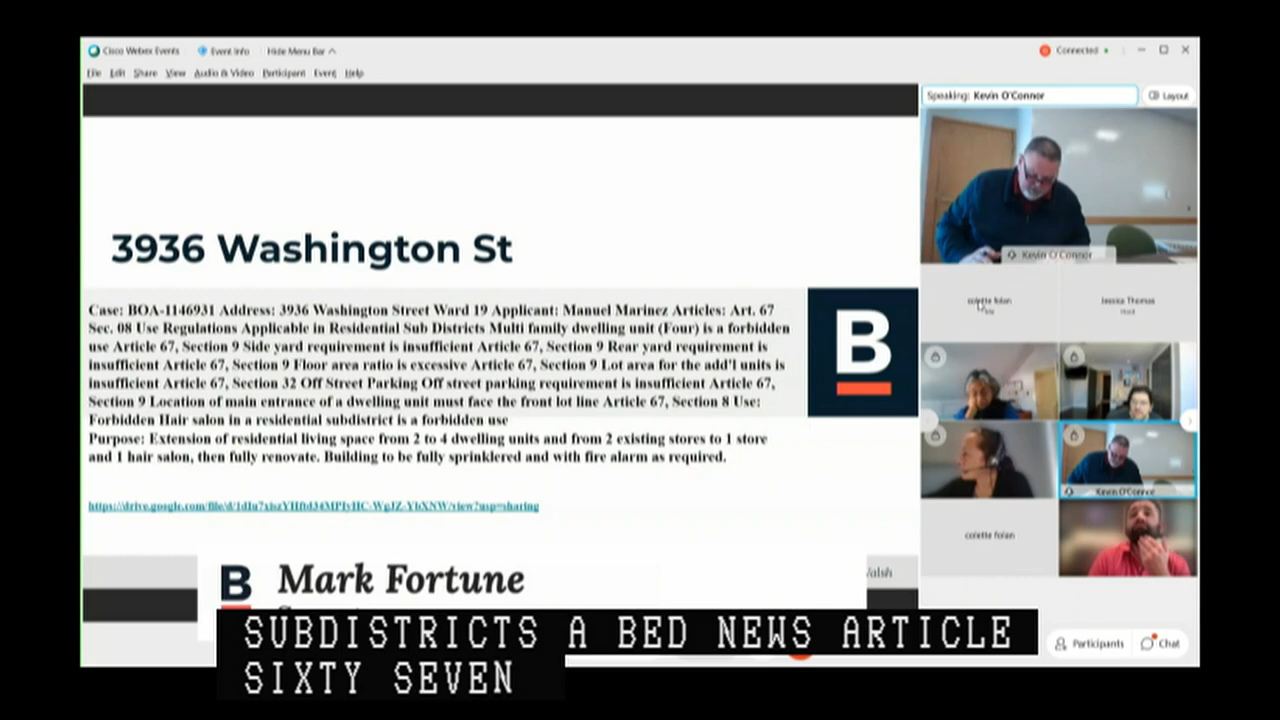 Cisco Webex Events Event Info Hide Menu Bar Connected
File Edit Share View Audio & Video Participant Event Help
Speaking: Kevin O'Connor Layout
3936 Washington St
Kevin O'Connor
colette folan
Jessica Thomas
Case: BOA-1146931 Address: 3936 Washington Street Ward 19 Applicant: Manuel Marinez Articles: Art. 67
Sec. 08 Use Regulations Applicable in Residential Sub Districts Multi family dwelling unit (Four) is a forbidden
use Article 67, Section 9 Side yard requirement is insufficient Article 67, Section 9 Rear yard requirement is
insufficient Article 67, Section 9 Floor area ratio is excessive Article 67, Section 9 Lot area for the add'l units is
insufficient Article 67, Section 32 Off Street Parking Off street parking requirement is insufficient Article 67,
Section 9 Location of main entrance of a dwelling unit must face the front lot line Article 67, Section 8 Use:
Forbidden Hair salon in a residential subdistrict is a forbidden use
Purpose: Extension of residential living space from 2 to 4 dwelling units and from 2 existing stores to 1 store
and 1 hair salon, then fully renovate. Building to be fully sprinklered and with fire alarm as required.
B
Kevin O'Connor
colette folan
B Mark Fortune
Walsh
SUBDISTRICTS A BED NEWS ARTICLE
SIXTY SEVEN
Participants Chat